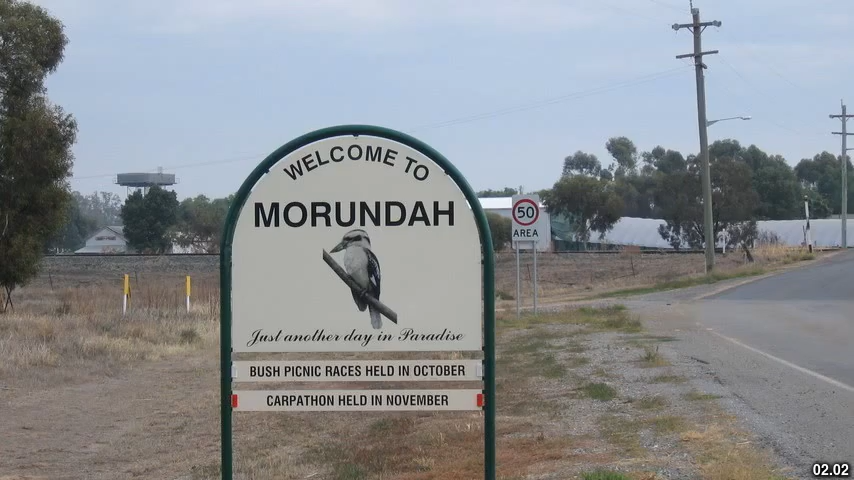 WELCOME TO
MORUNDAH
Just another day in Paradise
BUSH PICNIC RACES HELD IN OCTOBER
CARPATHON HELD IN NOVEMBER
50
AREA
02.02